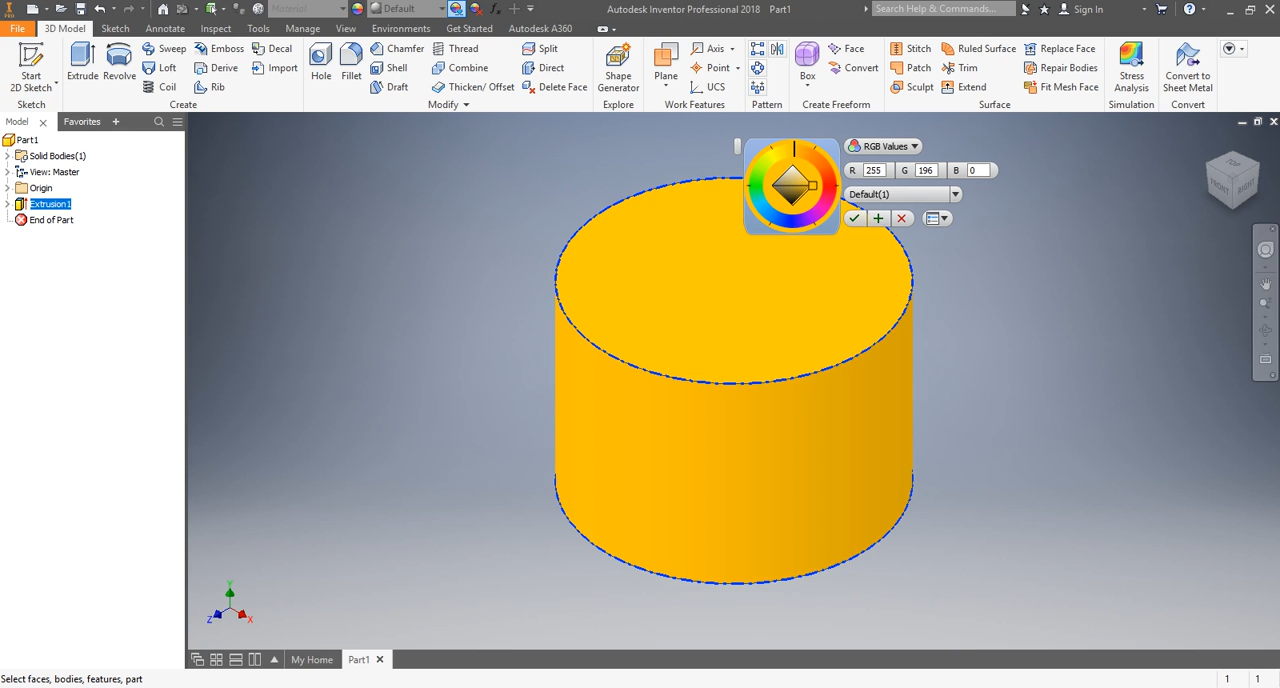 PRO
Material
Default
Autodesk Inventor Professional 2018 Part1
Search Help & Commands...
Sign In
File
3D Model
Sketch
Annotate
Inspect
Tools
Manage
View
Environments
Get Started
Autodesk A360
Start
2D Sketch
Sketch
Extrude
Revolve
Sweep
Loft
Coil
Emboss
Derive
Rib
Decal
Import
Create
Hole
Fillet
Chamfer
Shell
Draft
Thread
Combine
Thicken/ Offset
Split
Direct
Delete Face
Modify
Shape
Generator
Explore
Plane
Axis
Point
UCS
Work Features
Pattern
Box
Face
Convert
Create Freeform
Stitch
Patch
Sculpt
Ruled Surface
Trim
Extend
Replace Face
Repair Bodies
Fit Mesh Face
Surface
Stress
Analysis
Simulation
Convert to
Sheet Metal
Convert
Model
Favorites
Part1
Solid Bodies(1)
View: Master
Origin
Extrusion1
End of Part
RGB Values
R 255 G 196 B 0
Default(1)
TOP
FRONT
RIGHT
Y
Z
X
My Home
Part1
Select faces, bodies, features, part
1 1